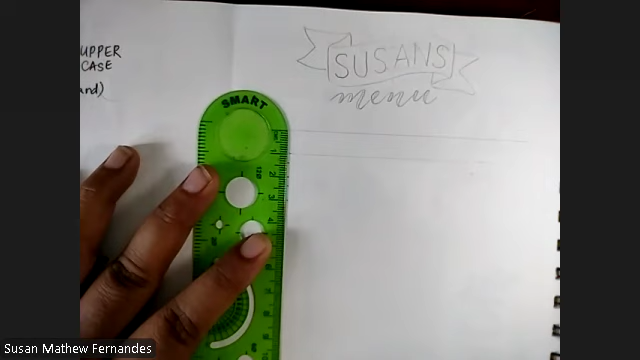 UPPER
CASE
and)
SUSANS
menu
SMART
Susan Mathew Fernandes